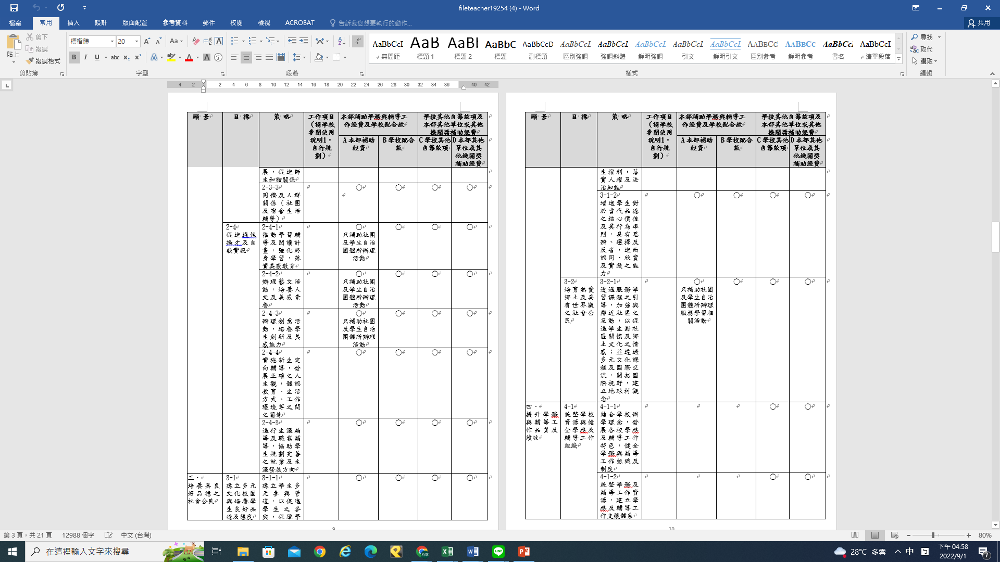 fileteacher19254 (4) - Word
檔案
常用
插入
設計
版面配置
參考資料
郵件
校閱
檢視
ACROBAT
告訴我您想要執行的動作...
共用
貼上
剪下
複製
複製格式
剪貼簿
標楷體
20
字型
段落
AaBbCcI
無間距
AaB
標題 1
AaBl
標題 2
AaBbC
標題
AaBbCcD
副標題
AaBbCcL
區別強調
AaBbCcL
強調斜體
AaBbCcL
鮮明強調
AaBbCcL
引文
AaBbCcL
鮮明引文
AaBbCc
區別參考
AaBbCc
鮮明參考
AaBbCc
書名
AaBbCcI
清單段落
樣式
尋找
取代
選取
編輯
4 2 2 4 6 8 10 12 14 16 18 20 22 24 26 28 30 32 34 36 40 42
願 景
目 標
策 略
工作項目
（請學校
參閱使用
說明1，
自行規
劃）
本部補助學務與輔導工
作經費及學校配合款
學校其他自籌款項及
本部其他單位或其他
機關獎補助經費
A 本部補助
經費
B 學校配合
款
C 學校其他
自籌款項
D 本部其他
單位或其
他機關獎
補助經費
展，促進師
生和諧關係
2-3-3
同儕及人群
關係（社團
及宿舍生活
輔導）
○ ○ ○ ○
2-4
促進適性
揚才及自
我實現
2-4-1
推動學習輔
導及閱讀計
畫，強化終
身學習，落
實美感教育
○ ○ ○ ○
只補助社團
及學生自治
團體所辦理
活動
2-4-2
辦理藝文活
動，培養人
文及美感素
養
○ ○ ○ ○
只補助社團
及學生自治
團體所辦理
活動
2-4-3
辦理創意活
動，培養學
生創新及美
感能力
○ ○ ○ ○
只補助社團
及學生自治
團體所辦理
活動
2-4-4
實施新生定
向輔導，發
展正確之人
生觀，體認
教育、生活
方式、工作
環境等之間
之關係
○ ○ ○ ○
2-4-5
進行生涯輔
導及職業輔
導，協助學
生規劃完善
之就業及生
涯發展方向
○ ○ ○ ○
三、
培養具良
好品德之
社會公民
3-1
建立多元
文化校園
與培養學
生良好品
德及態度
3-1-1
建立學生多
元參與管
道，以促進
學生之參
與，保障學
○ ○ ○ ○
9
願 景
目 標
策 略
工作項目
（請學校
參閱使用
說明1，
自行規
劃）
本部補助學務與輔導工
作經費及學校配合款
學校其他自籌款項及
本部其他單位或其他
機關獎補助經費
A 本部補助
經費
B 學校配合
款
C 學校其他
自籌款項
D 本部其他
單位或其
他機關獎
補助經費
生權利，落
實人權及法
治知能
3-1-2
增進學生對
於當代品德
之核心價值
及其行為準
則，具有思
辨、選擇及
反省，進而
認同、欣賞
及實踐之能
力
○ ○ ○ ○
3-2
培育熱愛
鄉土及具
有世界觀
之社會公
民
3-2-1
透過服務學
習課程之引
導，加強與
鄰近社區之
互動，以促
進學生對社
區關懷及鄉
土文化之情
感；並透過
多元文化課
程及國際交
流，開拓國
際視野，建
立地球村觀
念
○ ○ ○ ○
只補助社團
及學生自治
團體所辦理
服務學習相
關活動
四、
提升學務
與輔導工
作品質及
績效
4-1
統整學校
資源與健
全學務及
輔導工作
組織
4-1-1
結合學校辦
學理念，發
展各校學務
及輔導工作
特色，健全
學務與輔導
工作組織及
制度
○ ○
4-1-2
統整學務及
輔導工作資
源，建立學
務及輔導工
作支援體系
○ ○
10
第 3 頁，共 21 頁
12988 個字
中文 (台灣)
80%
在這裡輸入文字來搜尋
28°C 多雲
中
下午 04:58
2022/9/1
7